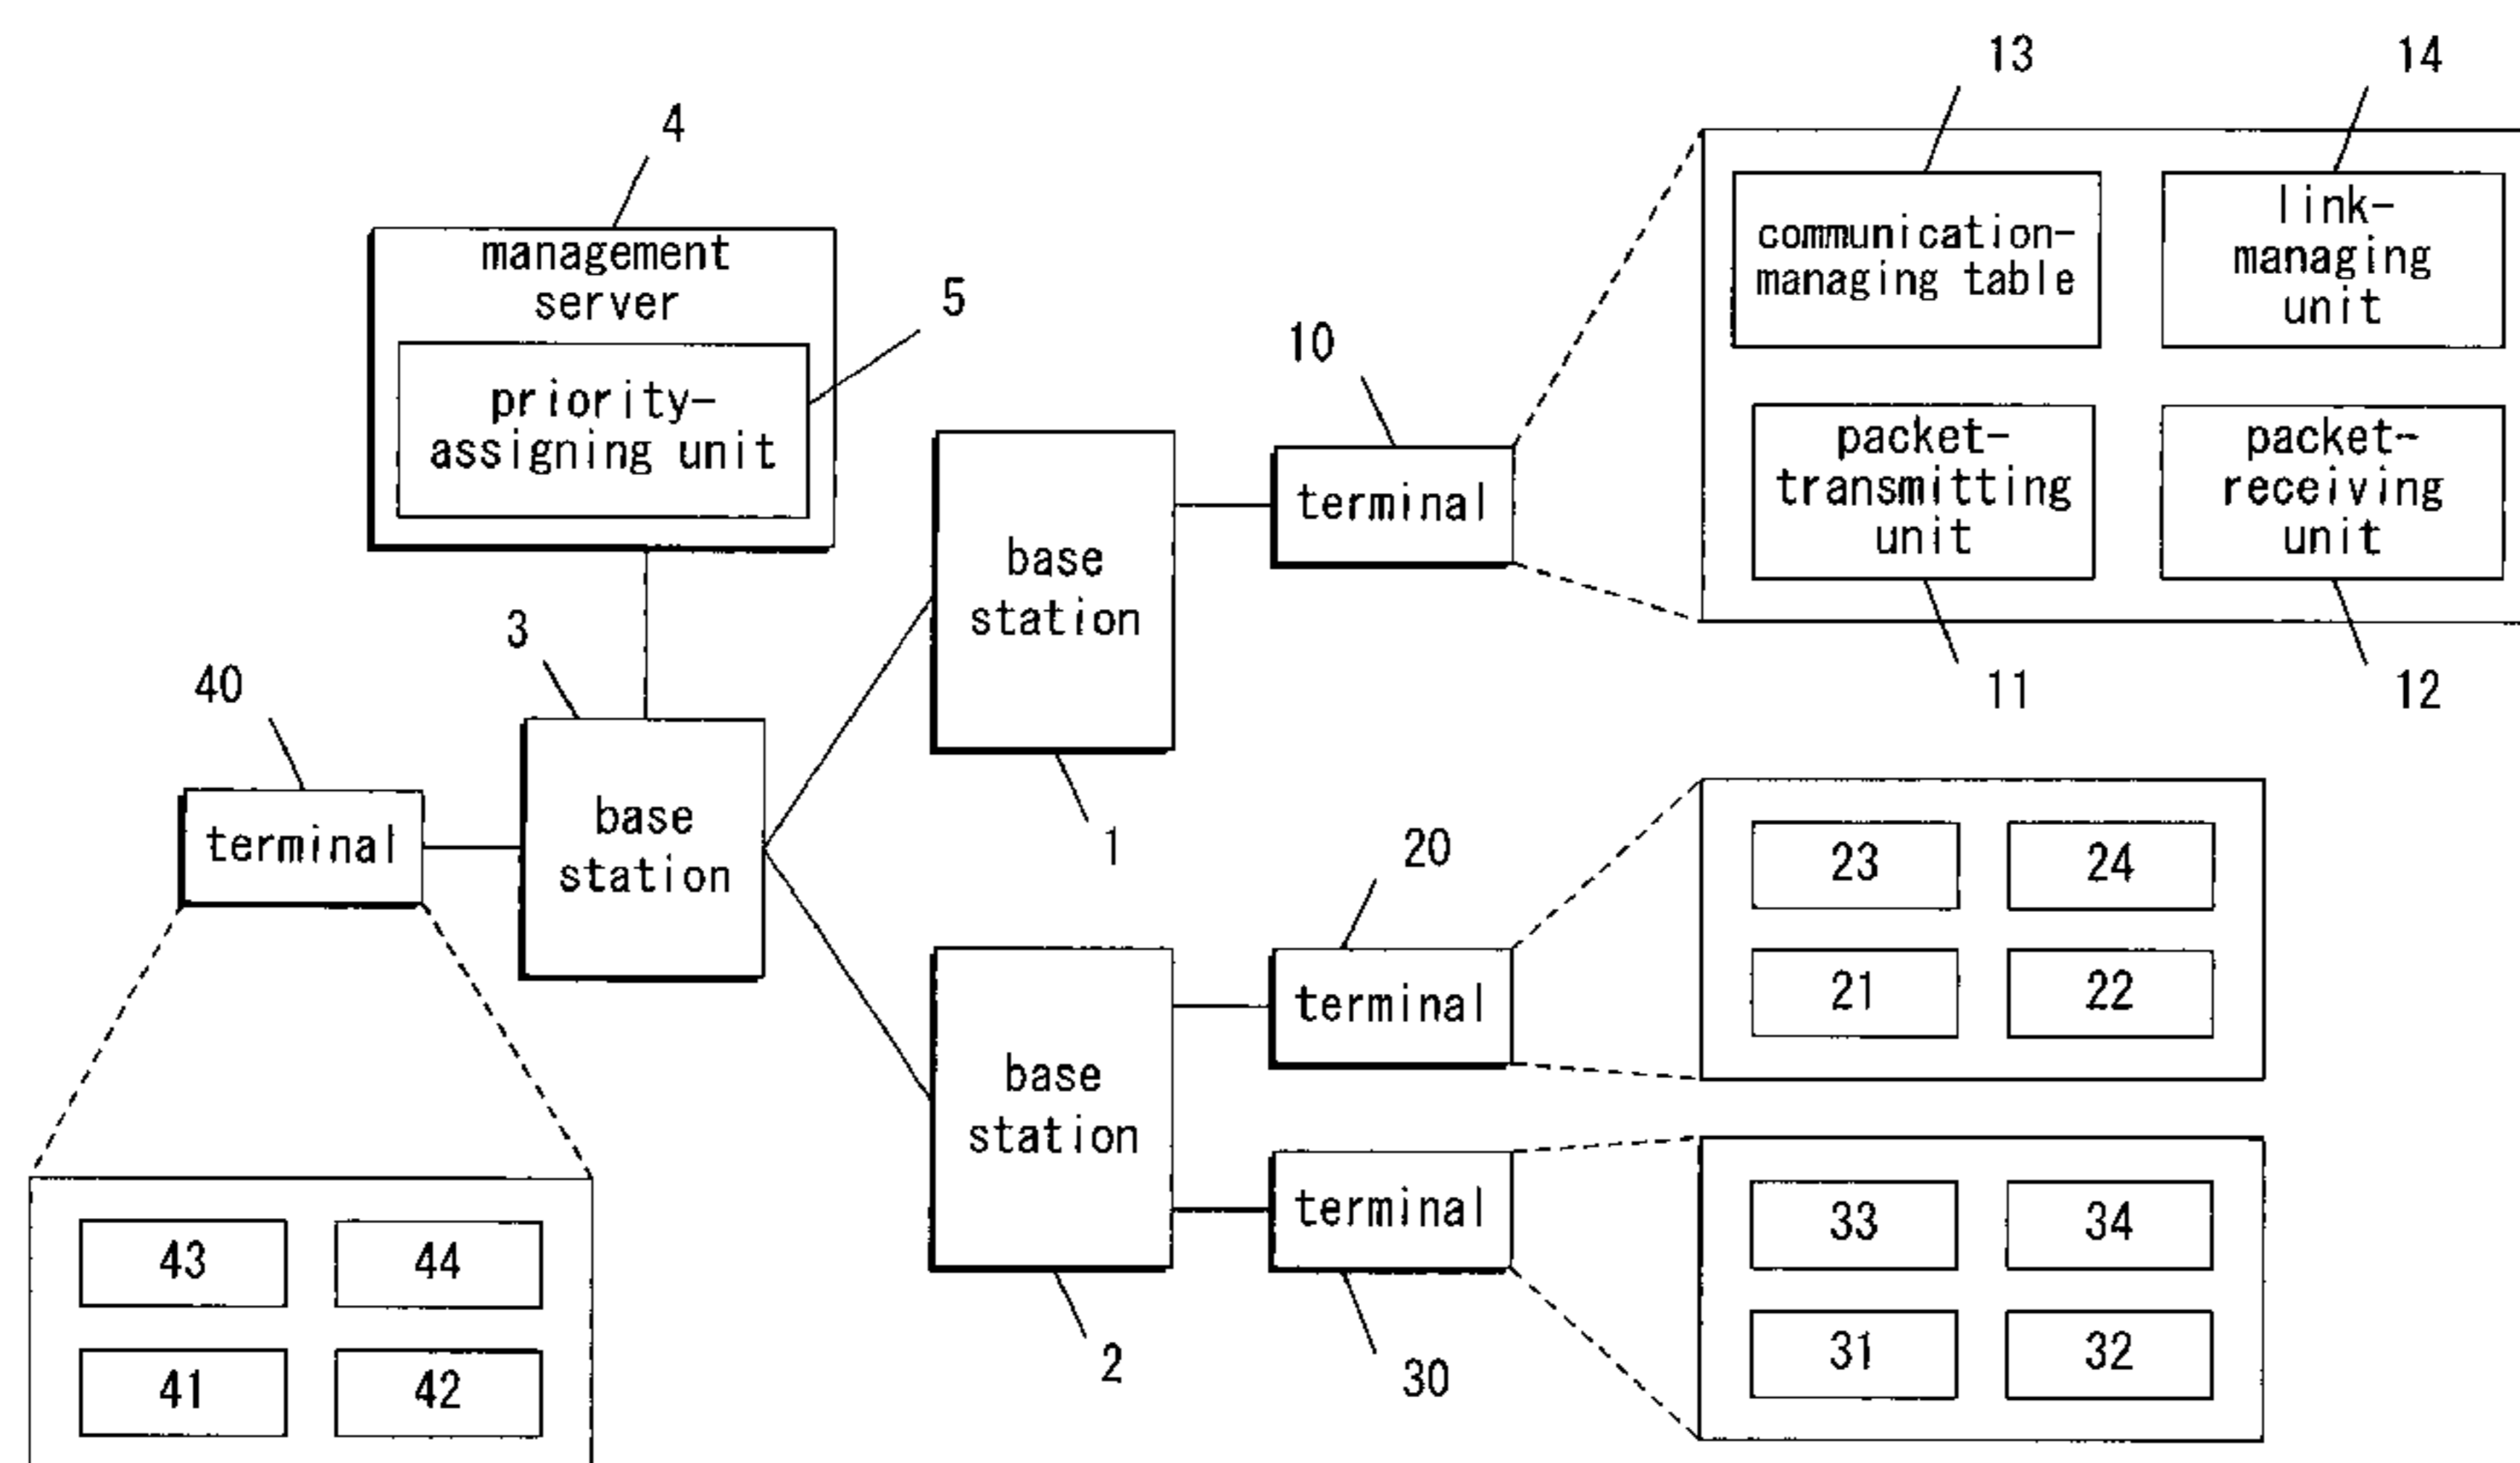 13
14
4
management
server
5
priority-
assigning unit
communication-
managing table
link-
managing
unit
10
terminal
packet-
transmitting
unit
packet-
receiving
unit
11
12
base
station
1
3
40
terminal
base
station
20
terminal
23
24
21
22
base
station
2
terminal
30
33
34
31
32
43
44
41
42